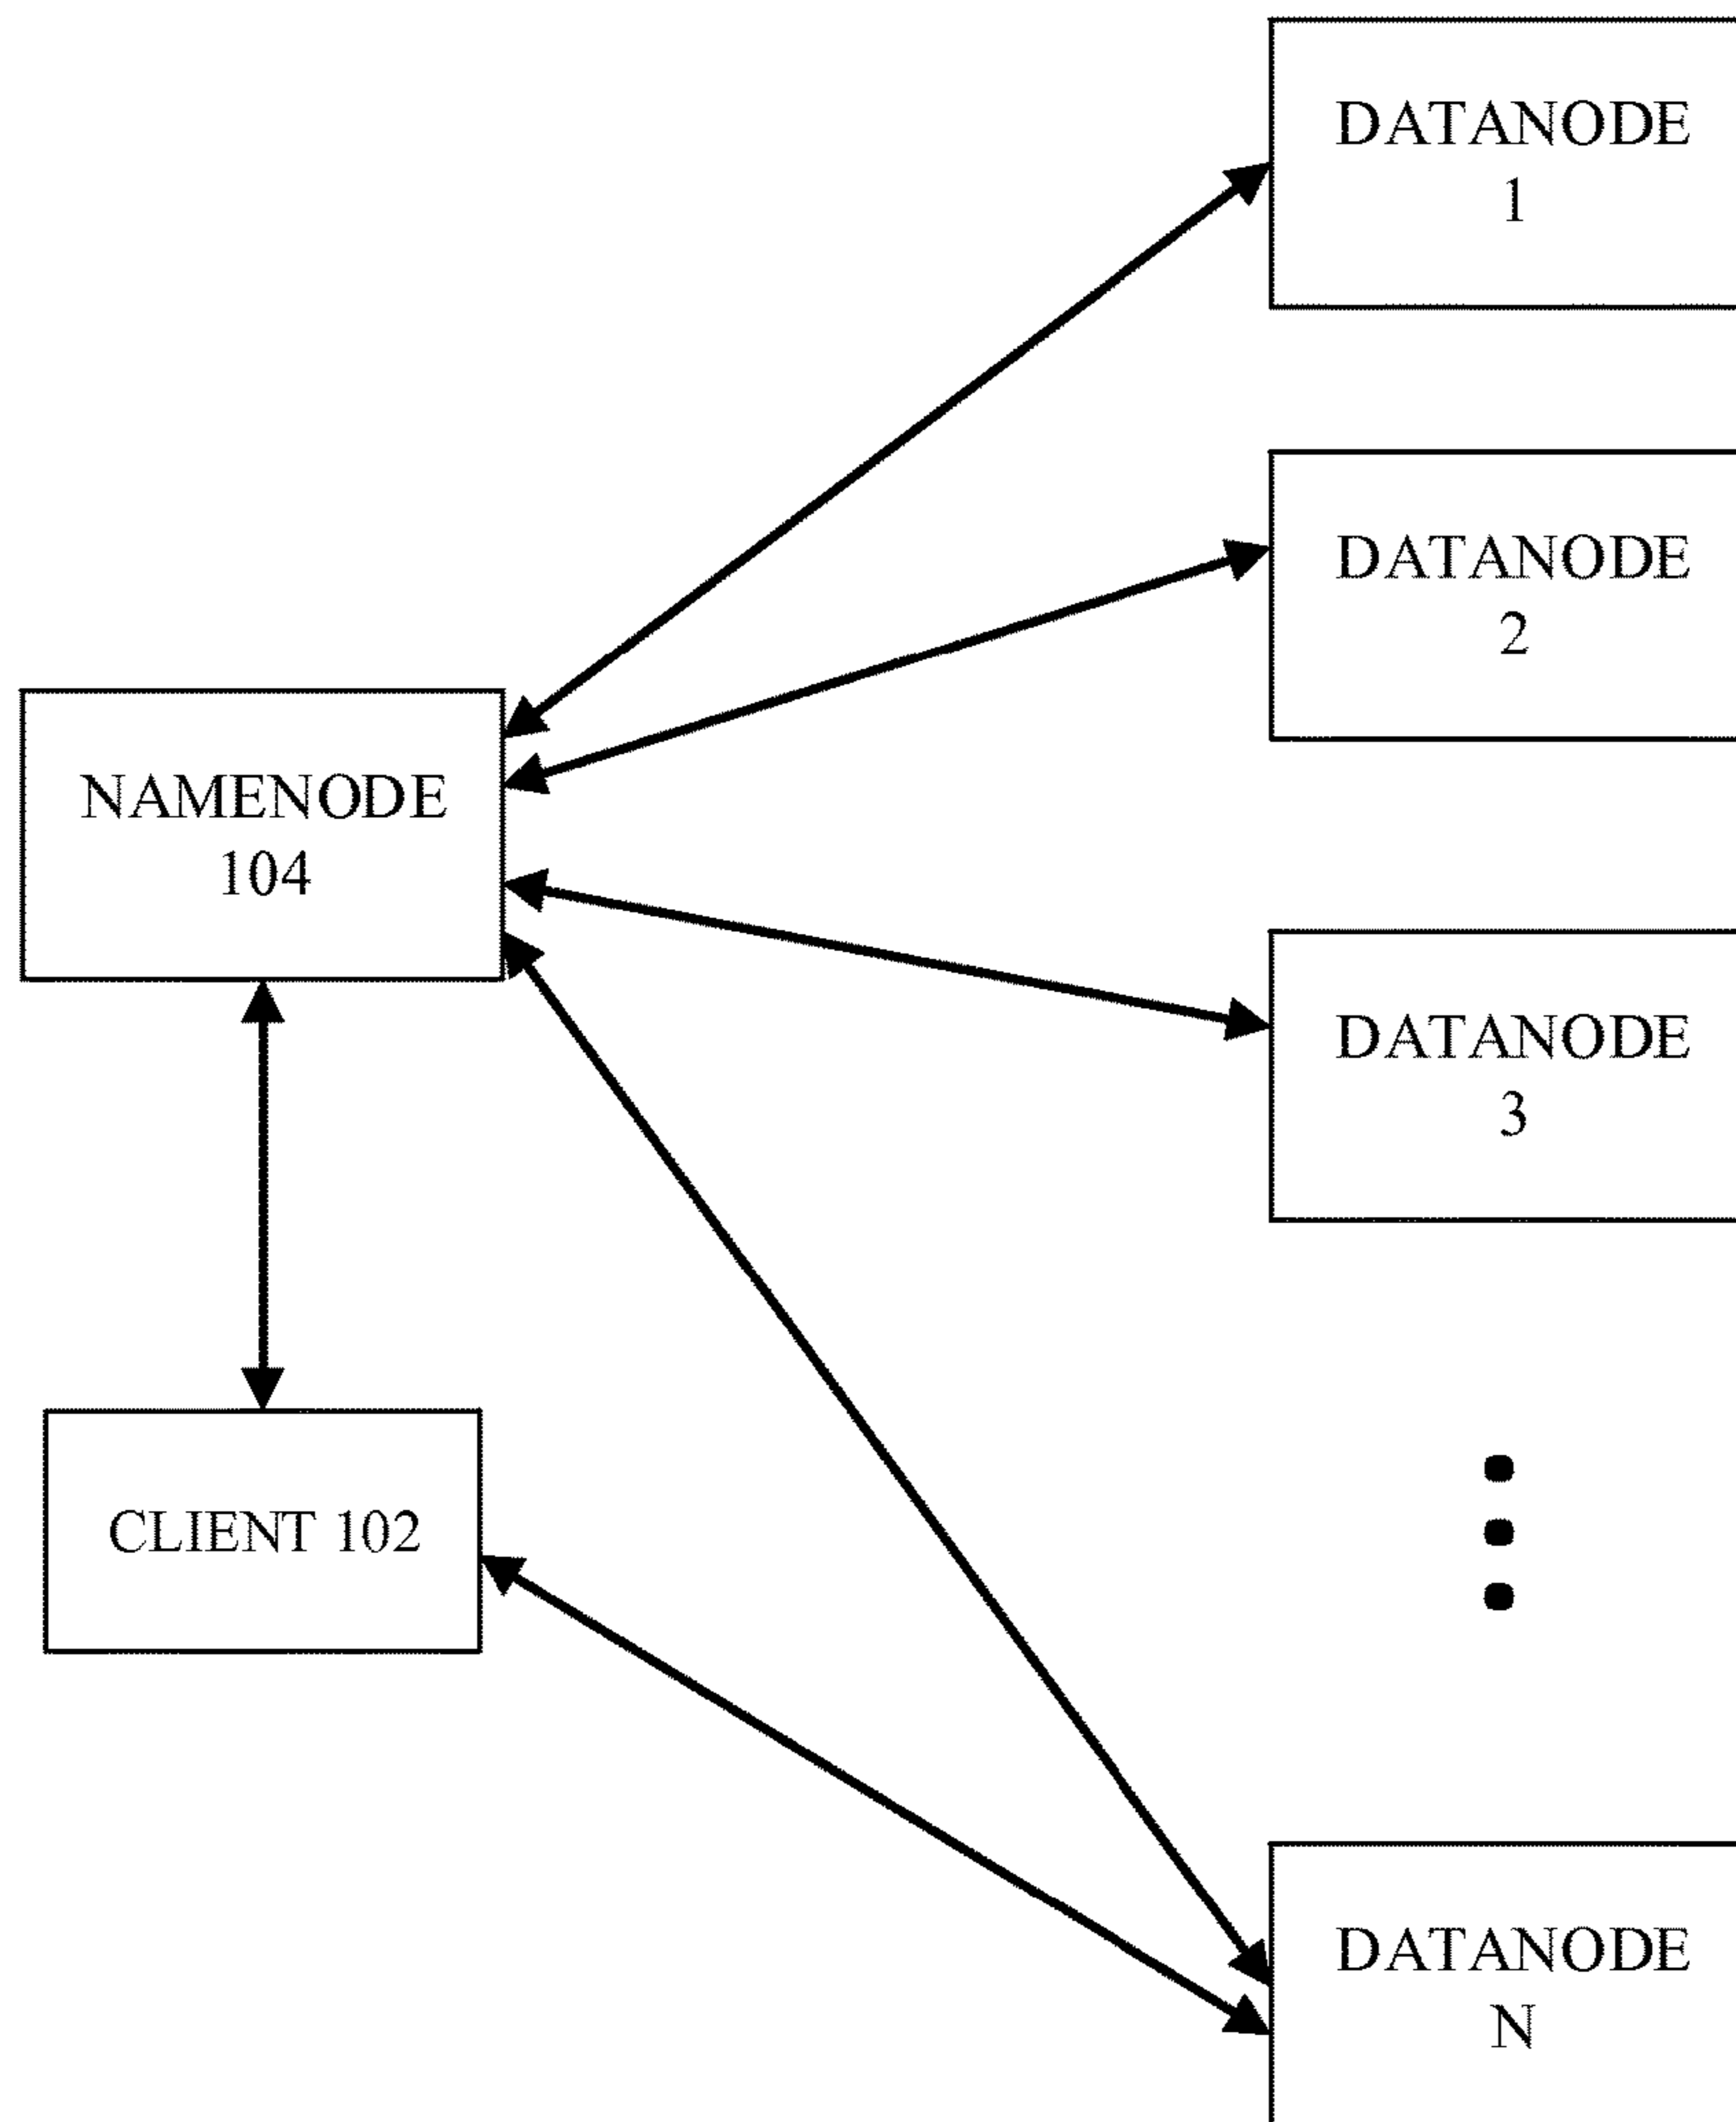 DATANODE
1
DATANODE
2
NAMENODE
104
DATANODE
3
CLIENT 102
DATANODE
N